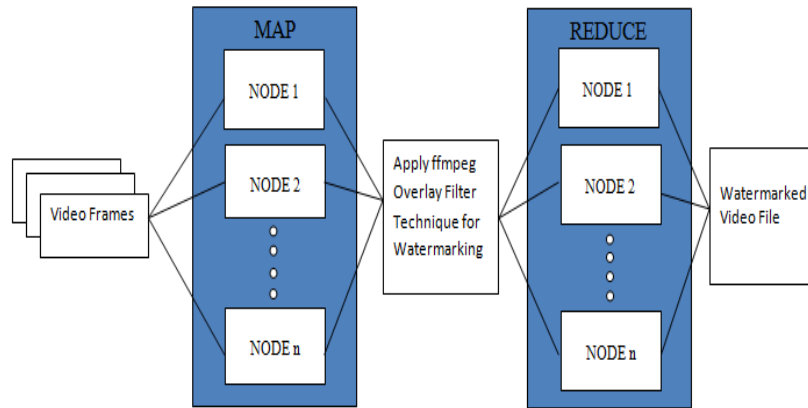 Video Frames
MAP
NODE 1
NODE 2
NODE n
Apply ffmpeg
Overlay Filter
Technique for
Watermarking
REDUCE
NODE 1
NODE 2
NODE n
Watermarked
Video File